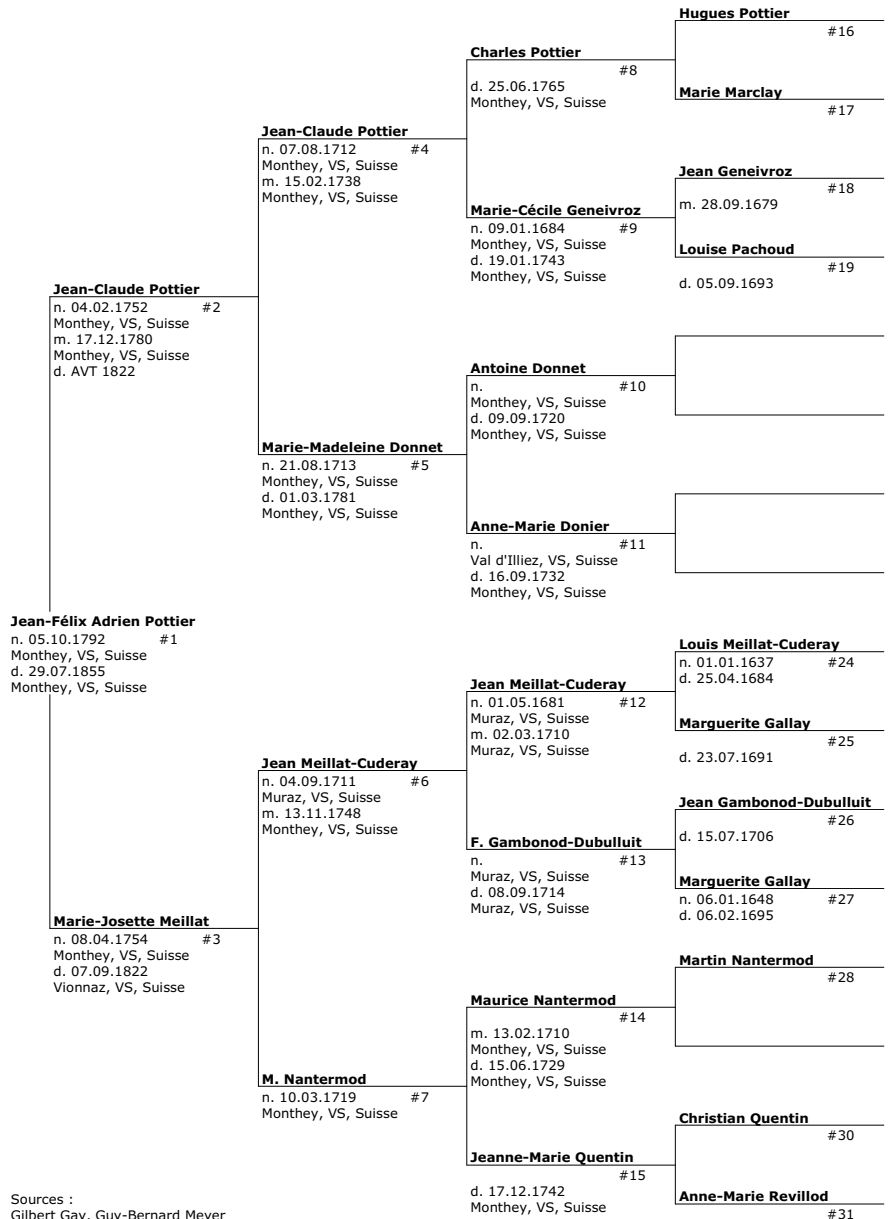 Hugues Pottier
#16
Charles Pottier
#8
d. 25.06.1765
Monthey, VS, Suisse
Marie Marclay
#17
Jean-Claude Pottier
n. 07.08.1712 #4
Monthey, VS, Suisse
m. 15.02.1738
Monthey, VS, Suisse
Jean Geneivroz
#18
m. 28.09.1679
Marie-Cécile Geneivroz
n. 09.01.1684 #9
Monthey, VS, Suisse
d. 19.01.1743
Monthey, VS, Suisse
Louise Pachoud
#19
d. 05.09.1693
Jean-Claude Pottier
n. 04.02.1752 #2
Monthey, VS, Suisse
m. 17.12.1780
Monthey, VS, Suisse
d. AVT 1822
Antoine Donnet
n. #10
Monthey, VS, Suisse
d. 09.09.1720
Monthey, VS, Suisse
Marie-Madeleine Donnet
n. 21.08.1713 #5
Monthey, VS, Suisse
d. 01.03.1781
Monthey, VS, Suisse
Anne-Marie Donier
n. #11
Val d'Illiez, VS, Suisse
d. 16.09.1732
Monthey, VS, Suisse
Jean-Félix Adrien Pottier
n. 05.10.1792 #1
Monthey, VS, Suisse
d. 29.07.1855
Monthey, VS, Suisse
Louis Meillat-Cuderay
n. 01.01.1637 #24
d. 25.04.1684
Jean Meillat-Cuderay
n. 01.05.1681 #12
Muraz, VS, Suisse
m. 02.03.1710
Muraz, VS, Suisse
Marguerite Gallay
#25
d. 23.07.1691
Jean Meillat-Cuderay
n. 04.09.1711 #6
Muraz, VS, Suisse
m. 13.11.1748
Monthey, VS, Suisse
Jean Gambonod-Dubulluit
#26
d. 15.07.1706
F. Gambonod-Dubulluit
n. #13
Muraz, VS, Suisse
d. 08.09.1714
Muraz, VS, Suisse
Marguerite Gallay
n. 06.01.1648 #27
d. 06.02.1695
Marie-Josette Meillat
n. 08.04.1754 #3
Monthey, VS, Suisse
d. 07.09.1822
Vionnaz, VS, Suisse
Martin Nantermod
#28
Maurice Nantermod
#14
m. 13.02.1710
Monthey, VS, Suisse
d. 15.06.1729
Monthey, VS, Suisse
M. Nantermod
n. 10.03.1719 #7
Monthey, VS, Suisse
Christian Quentin
#30
Jeanne-Marie Quentin
#15
d. 17.12.1742
Monthey, VS, Suisse
Anne-Marie Revillod
#31
Sources :
Gilbert Gay, Guy-Bernard Meyer